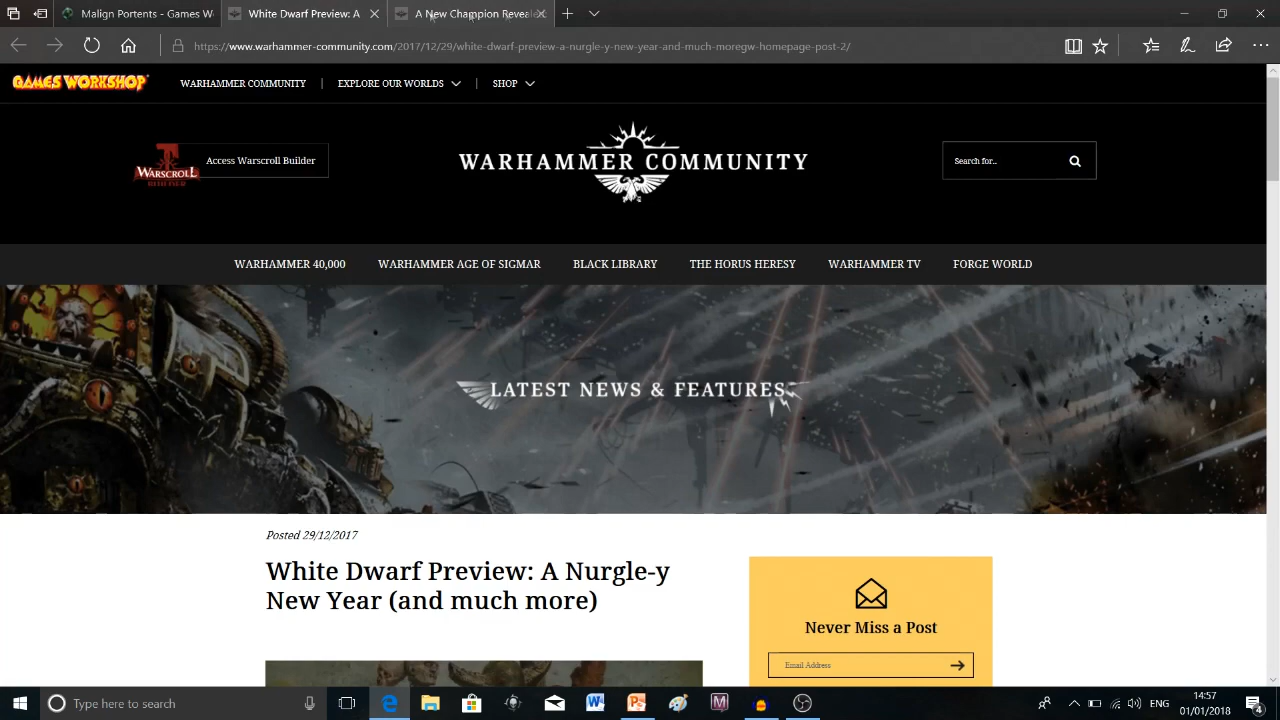 Malign Portents - Games W
White Dwarf Preview: A
A New Champion Reveale
https://www.warhammer-community.com/2017/12/29/white-dwarf-preview-a-nurgle-y-new-year-and-much-moregw-homepage-post-2/
GAMES WORKSHOP
WARHAMMER COMMUNITY
EXPLORE OUR WORLDS
SHOP
WARSCROLL
BUILDER
Access Warscroll Builder
WARHAMMER COMMUNITY
Search for..
WARHAMMER 40,000
WARHAMMER AGE OF SIGMAR
BLACK LIBRARY
THE HORUS HERESY
WARHAMMER TV
FORGE WORLD
LATEST NEWS & FEATURES
Posted 29/12/2017
White Dwarf Preview: A Nurgle-y
New Year (and much more)
Never Miss a Post
Email Address
Type here to search
ENG
14:57
01/01/2018
4